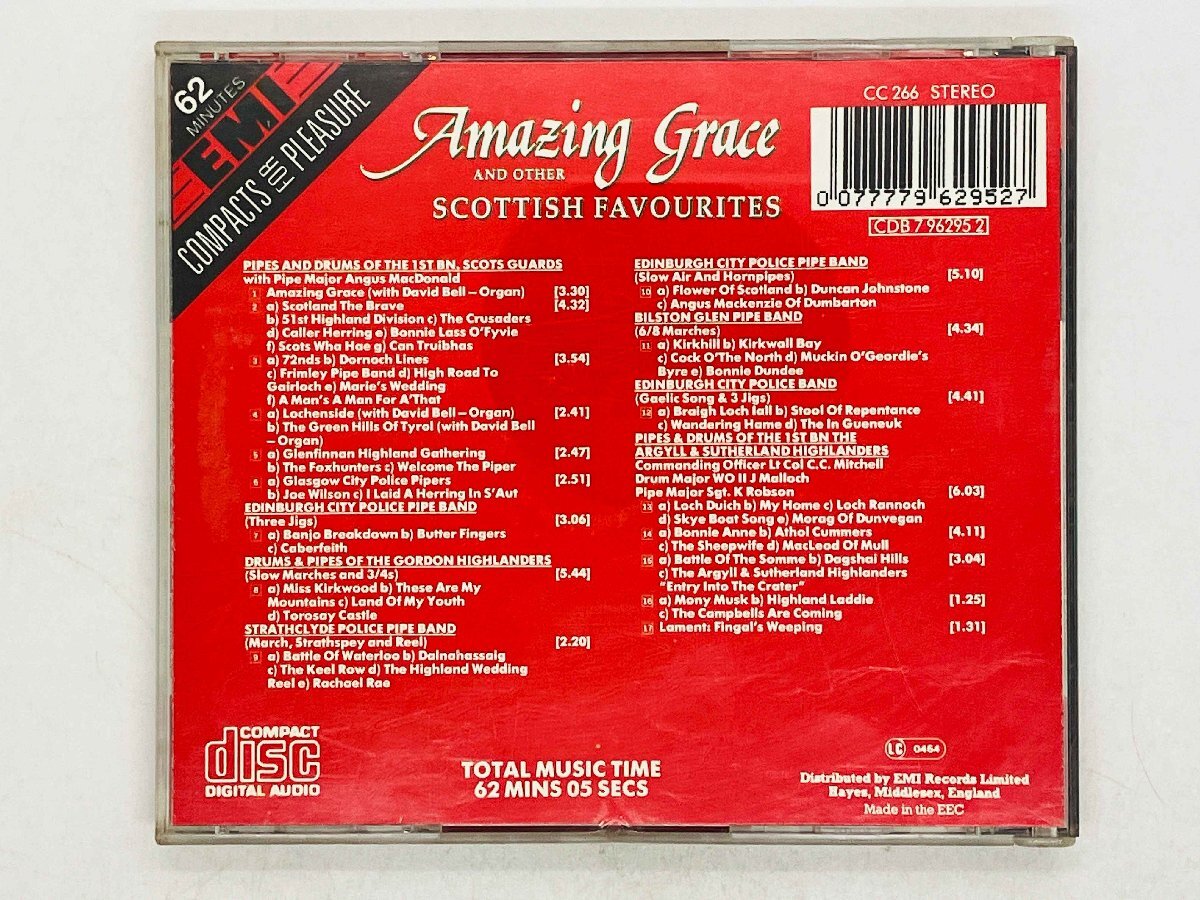 62
MINUTES
EMI
COMPACTS FOR PLEASURE
Amazing Grace
AND OTHER
SCOTTISH FAVOURITES
CC 266 STEREO
0 077779 629527
CDB 7 96295 2
PIPES AND DRUMS OF THE 1ST BN. SCOTS GUARDS
with Pipe Major Angus MacDonald
1 Amazing Grace (with David Bell – Organ) [3.30]
2 a) Scotland The Brave [4.32]
b) 51st Highland Division c) The Crusaders
d) Caller Herring e) Bonnie Lass O'Fyvie
f) Scots Wha Hae g) Can Truibhas
3 a) 72nds b) Dornoch Lines [3.54]
c) Frimley Pipe Band d) High Road To
Gairloch e) Marie's Wedding
f) A Man's A Man For A'That
4 a) Lochenside (with David Bell – Organ) [2.41]
b) The Green Hills Of Tyrol (with David Bell
– Organ)
5 a) Glenfinnan Highland Gathering [2.47]
b) The Foxhunters c) Welcome The Piper
6 a) Glasgow City Police Pipers [2.51]
b) Joe Wilson c) I Laid A Herring In S'Aut
EDINBURGH CITY POLICE PIPE BAND
(Three Jigs) [3.06]
7 a) Banjo Breakdown b) Butter Fingers
c) Caberfeith
DRUMS & PIPES OF THE GORDON HIGHLANDERS
(Slow Marches and 3/4s) [5.44]
8 a) Miss Kirkwood b) These Are My
Mountains c) Land Of My Youth
d) Torosay Castle
STRATHCLYDE POLICE PIPE BAND
(March, Strathspey and Reel) [2.20]
9 a) Battle Of Waterloo b) Dalnahassaig
c) The Keel Row d) The Highland Wedding
Reel e) Rachael Rae
EDINBURGH CITY POLICE PIPE BAND
(Slow Air And Hornpipes) [5.10]
10 a) Flower Of Scotland b) Duncan Johnstone
c) Angus Mackenzie Of Dumbarton
BILSTON GLEN PIPE BAND
(6/8 Marches) [4.34]
11 a) Kirkhill b) Kirkwall Bay
c) Cock O'The North d) Muckin O'Geordie's
Byre e) Bonnie Dundee
EDINBURGH CITY POLICE BAND
(Gaelic Song & 3 Jigs) [4.41]
12 a) Braigh Loch Iall b) Stool Of Repentance
c) Wandering Hame d) The In Gueneuk
PIPES & DRUMS OF THE 1ST BN THE
ARGYLL & SUTHERLAND HIGHLANDERS
Commanding Officer Lt Col C.C. Mitchell
Drum Major WO II J Malloch
Pipe Major Sgt. K Robson [6.03]
13 a) Loch Duich b) My Home c) Loch Rannoch
d) Skye Boat Song e) Morag Of Dunvegan
14 a) Bonnie Anne b) Athol Cummers [4.11]
c) The Sheepwife d) MacLeod Of Mull
15 a) Battle Of The Somme b) Dagshai Hills [3.04]
c) The Argyll & Sutherland Highlanders
"Entry Into The Crater"
16 a) Mony Musk b) Highland Laddie [1.25]
c) The Campbells Are Coming
17 Lament: Fingal's Weeping [1.31]
COMPACT
disc
DIGITAL AUDIO
TOTAL MUSIC TIME
62 MINS 05 SECS
LC 0464
Distributed by EMI Records Limited
Hayes, Middlesex, England
Made in the EEC